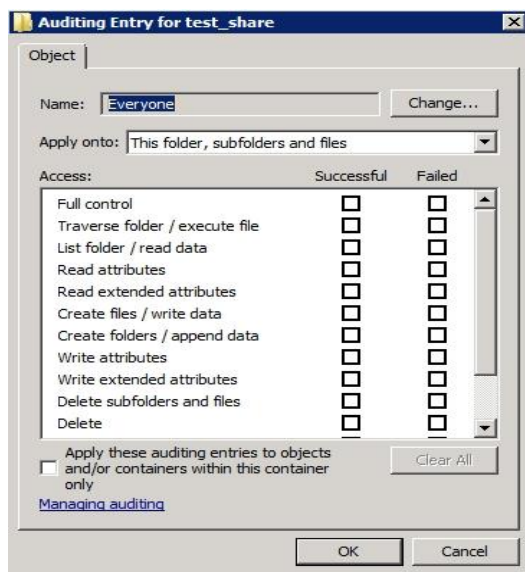 Auditing Entry for test_share
Object
Name: Everyone Change...
Apply onto: This folder, subfolders and files
Access: Successful Failed
Full control
Traverse folder / execute file
List folder / read data
Read attributes
Read extended attributes
Create files / write data
Create folders / append data
Write attributes
Write extended attributes
Delete subfolders and files
Delete
Apply these auditing entries to objects
and/or containers within this container
only
Clear All
Managing auditing
OK Cancel